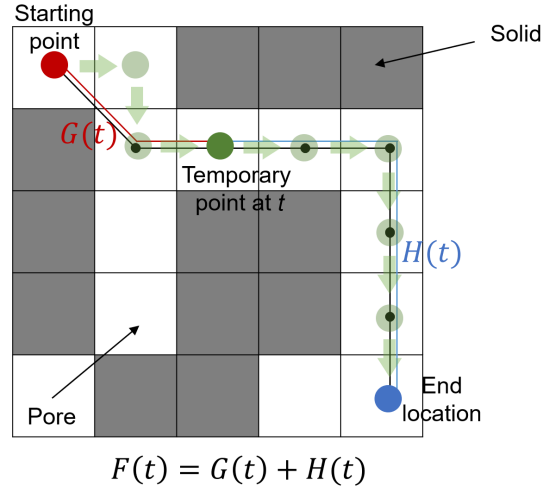 Starting
point
Solid
G(t)
Temporary
point at t
H(t)
Pore
End
location
F(t) = G(t) + H(t)